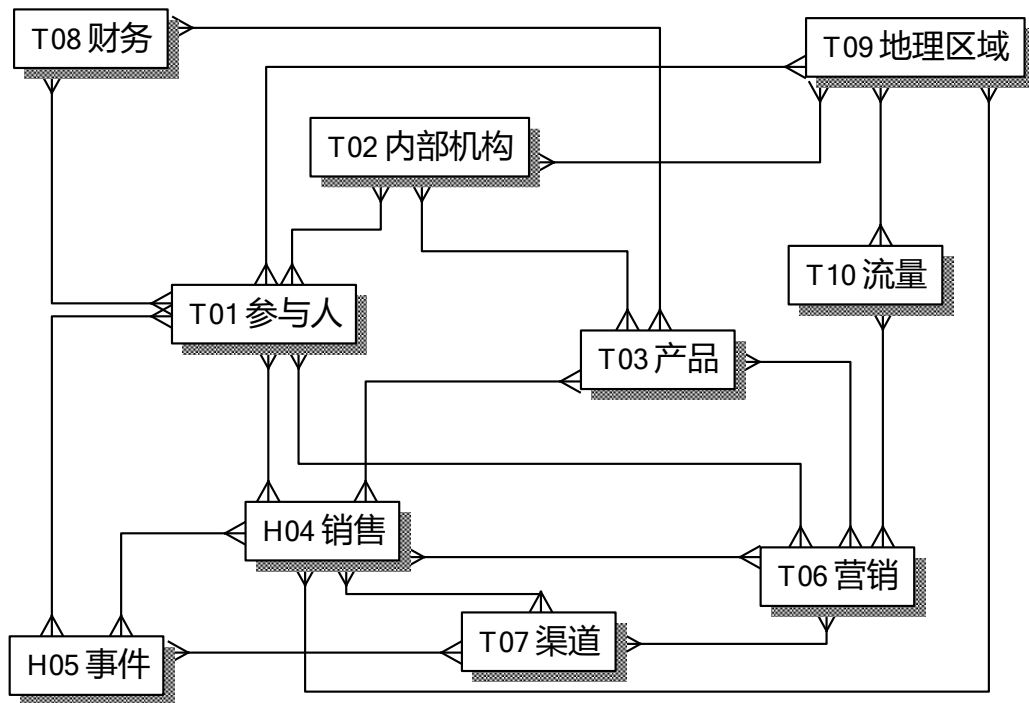 T08 财务
T09 地理区域
T02 内部机构
T10 流量
T01 参与人
T03 产品
H04 销售
T06 营销
T07 渠道
H05 事件